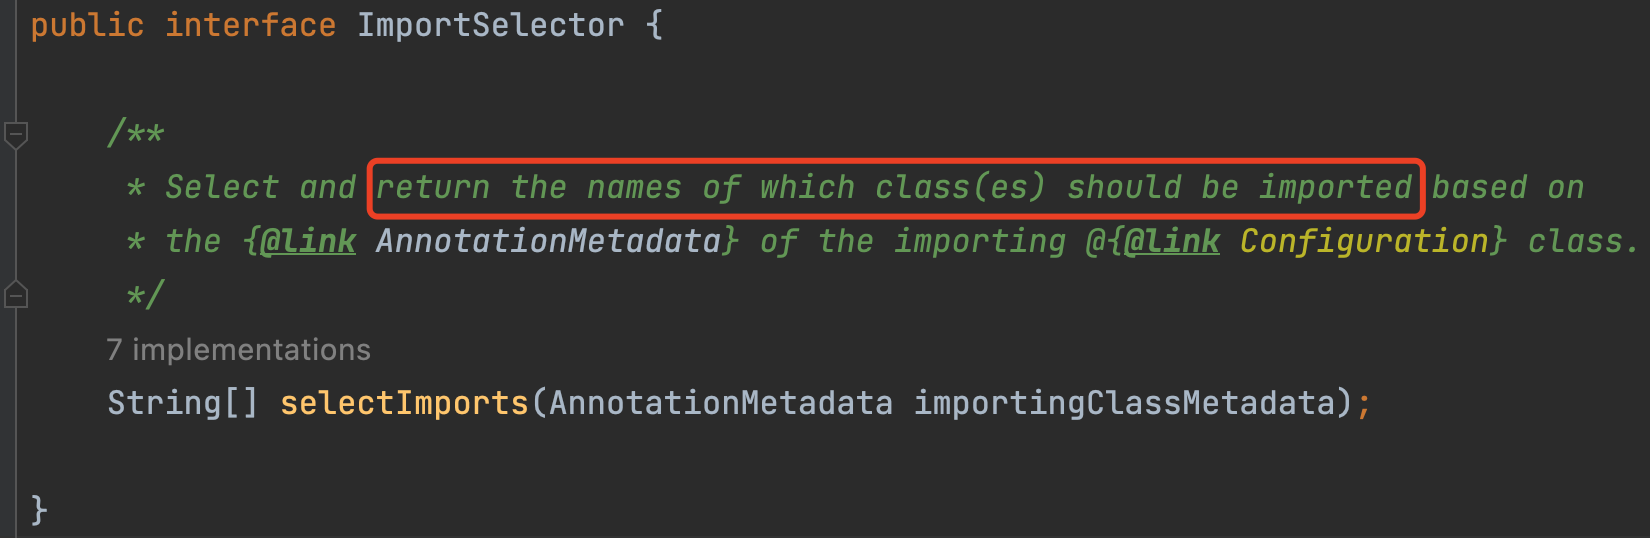 public interface ImportSelector {
/**
* Select and return the names of which class(es) should be imported based on
* the {@link AnnotationMetadata} of the importing @{@link Configuration} class.
*/
7 implementations
String[] selectImports(AnnotationMetadata importingClassMetadata);
}